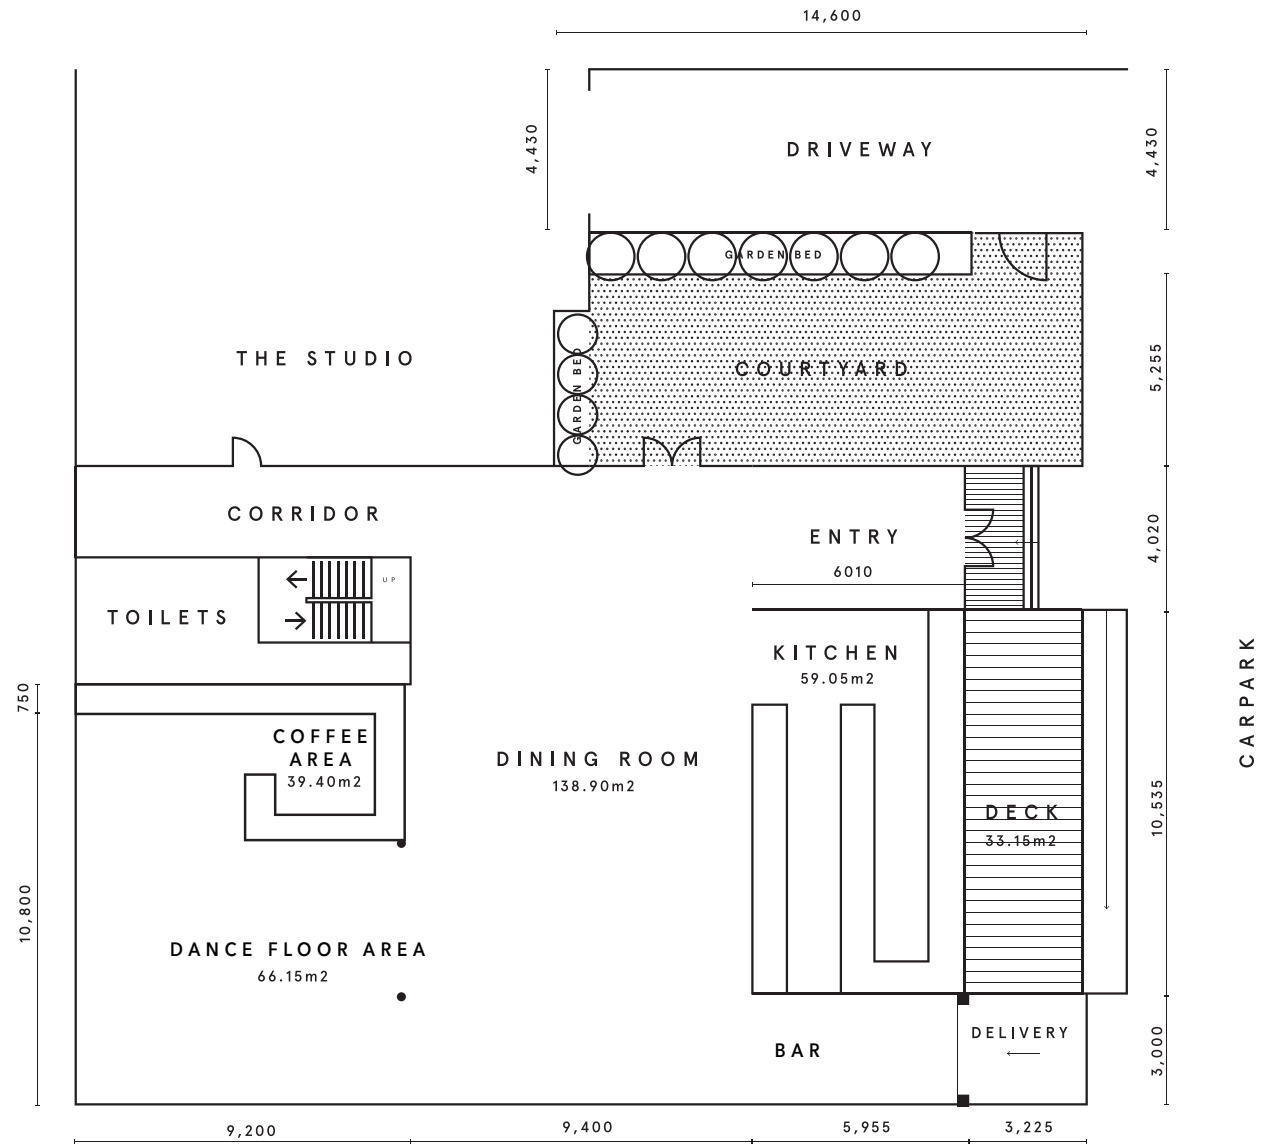 14,600
4,430
DRIVEWAY
4,430
GARDEN BED
THE STUDIO
GARDEN BED
COURTYARD
5,255
CORRIDOR
ENTRY
4,020
6010
UP
TOILETS
KITCHEN
59.05m2
CARPARK
750
COFFEE
AREA
39.40m2
DINING ROOM
138.90m2
DECK
33.15m2
10,535
10,800
DANCE FLOOR AREA
66.15m2
BAR
DELIVERY
3,000
9,200
9,400
5,955
3,225